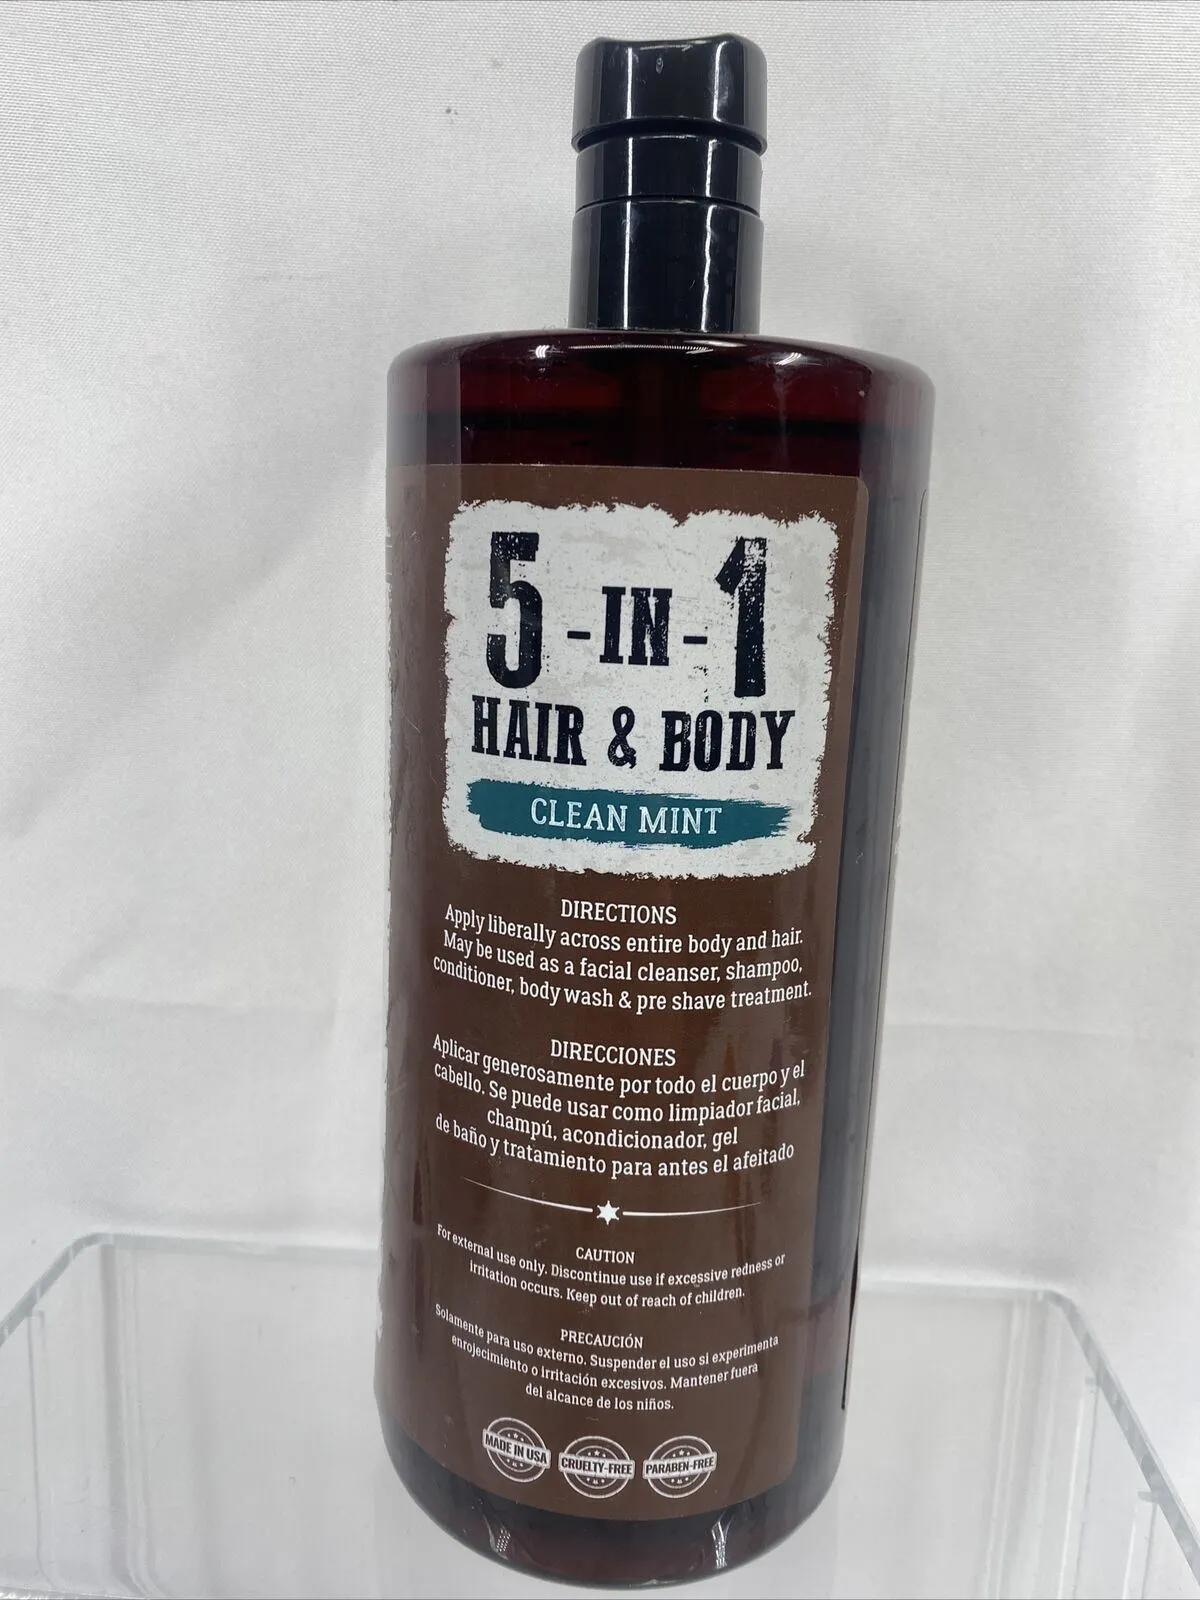 5-IN-1
HAIR & BODY
CLEAN MINT
DIRECTIONS
Apply liberally across entire body and hair.
May be used as a facial cleanser, shampoo,
conditioner, body wash & pre shave treatment.
DIRECCIONES
Aplicar generosamente por todo el cuerpo y el
cabello. Se puede usar como limpiador facial,
champú, acondicionador, gel
de baño y tratamiento para antes el afeitado
CAUTION
For external use only. Discontinue use if excessive redness or
irritation occurs. Keep out of reach of children.
PRECAUCIÓN
Solamente para uso externo. Suspender el uso si experimenta
enrojecimiento o irritación excesivos. Mantener fuera
del alcance de los niños.
MADE IN USA
CRUELTY-FREE
PARABEN-FREE